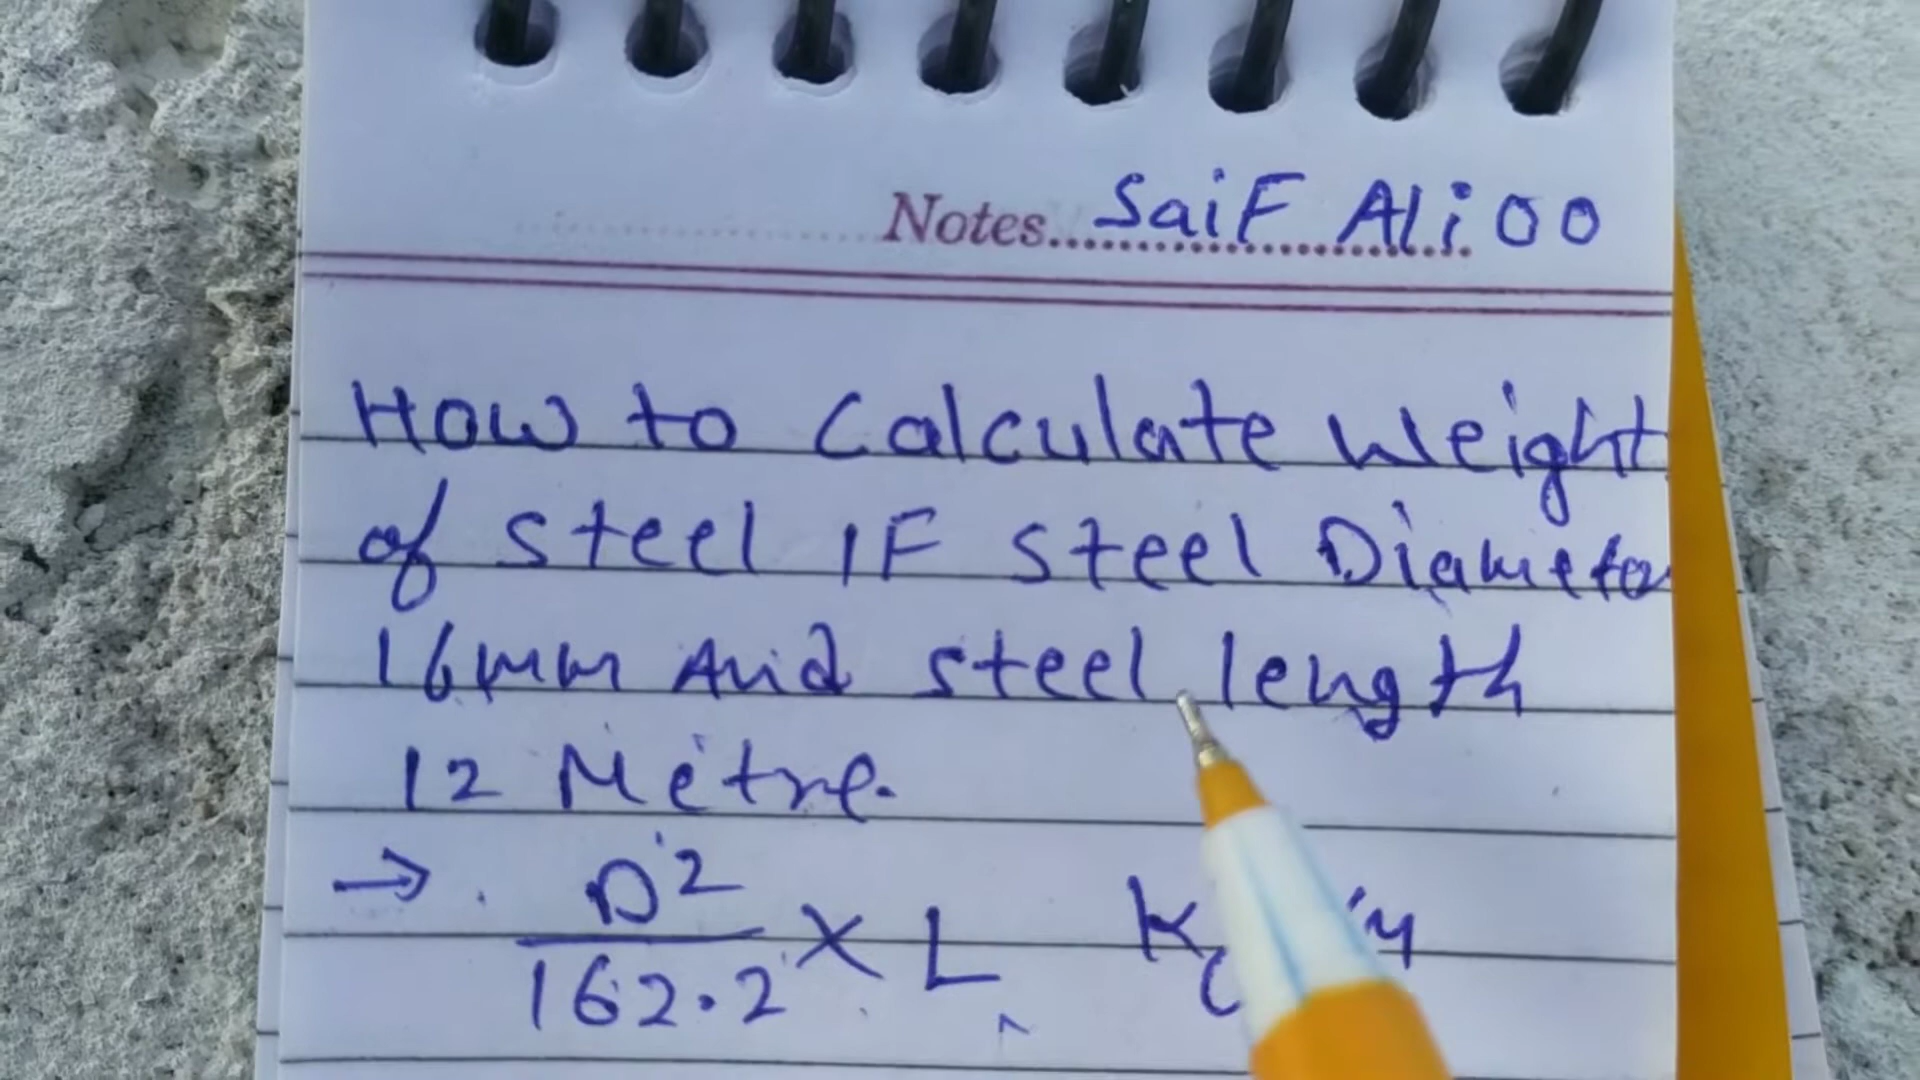 Notes SaiF Ali 00
How to Calculate Weight
of steel IF steel Diameter
16mm And steel length
12 Metre.
→ D²
162.2 × L